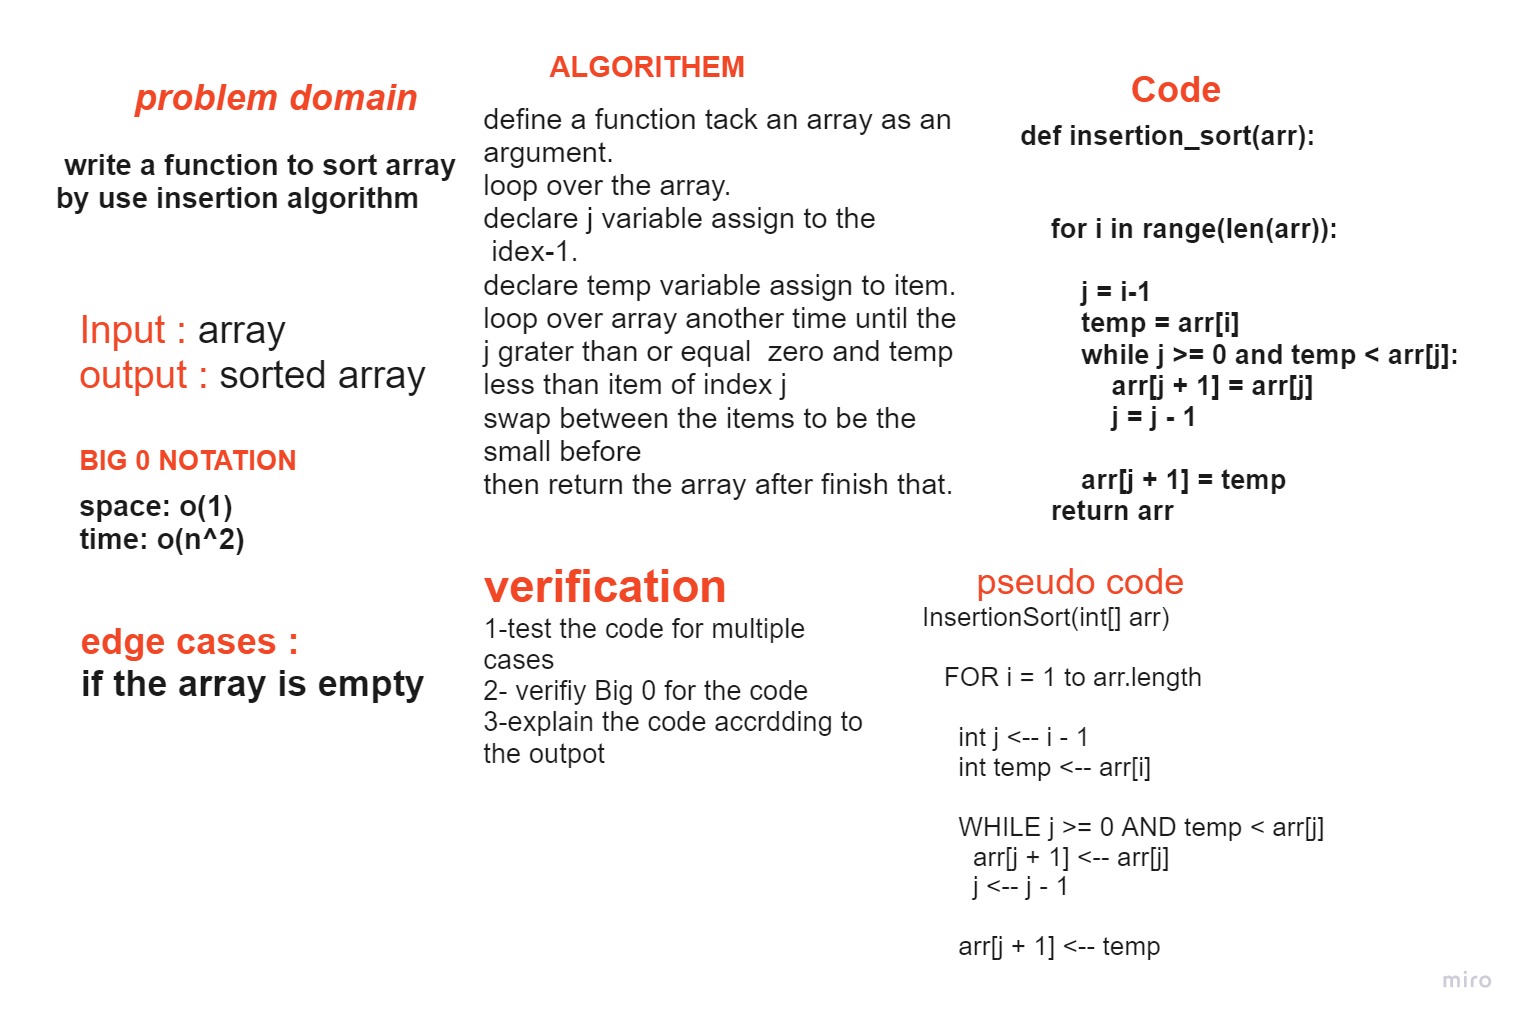 problem domain
write a function to sort array
by use insertion algorithm
Input : array
output : sorted array
BIG 0 NOTATION
space: o(1)
time: o(n^2)
edge cases :
if the array is empty
ALGORITHEM
define a function tack an array as an
argument.
loop over the array.
declare j variable assign to the
idex-1.
declare temp variable assign to item.
loop over array another time until the
j grater than or equal  zero and temp
less than item of index j
swap between the items to be the
small before
then return the array after finish that.
verification
1-test the code for multiple
cases
2- verifiy Big 0 for the code
3-explain the code accrdding to
the outpot
Code
def insertion_sort(arr):
for i in range(len(arr)):
j = i-1
temp = arr[i]
while j >= 0 and temp < arr[j]:
arr[j + 1] = arr[j]
j = j - 1
arr[j + 1] = temp
return arr
pseudo code
InsertionSort(int[] arr)
FOR i = 1 to arr.length
int j <-- i - 1
int temp <-- arr[i]
WHILE j >= 0 AND temp < arr[j]
arr[j + 1] <-- arr[j]
j <-- j - 1
arr[j + 1] <-- temp
miro